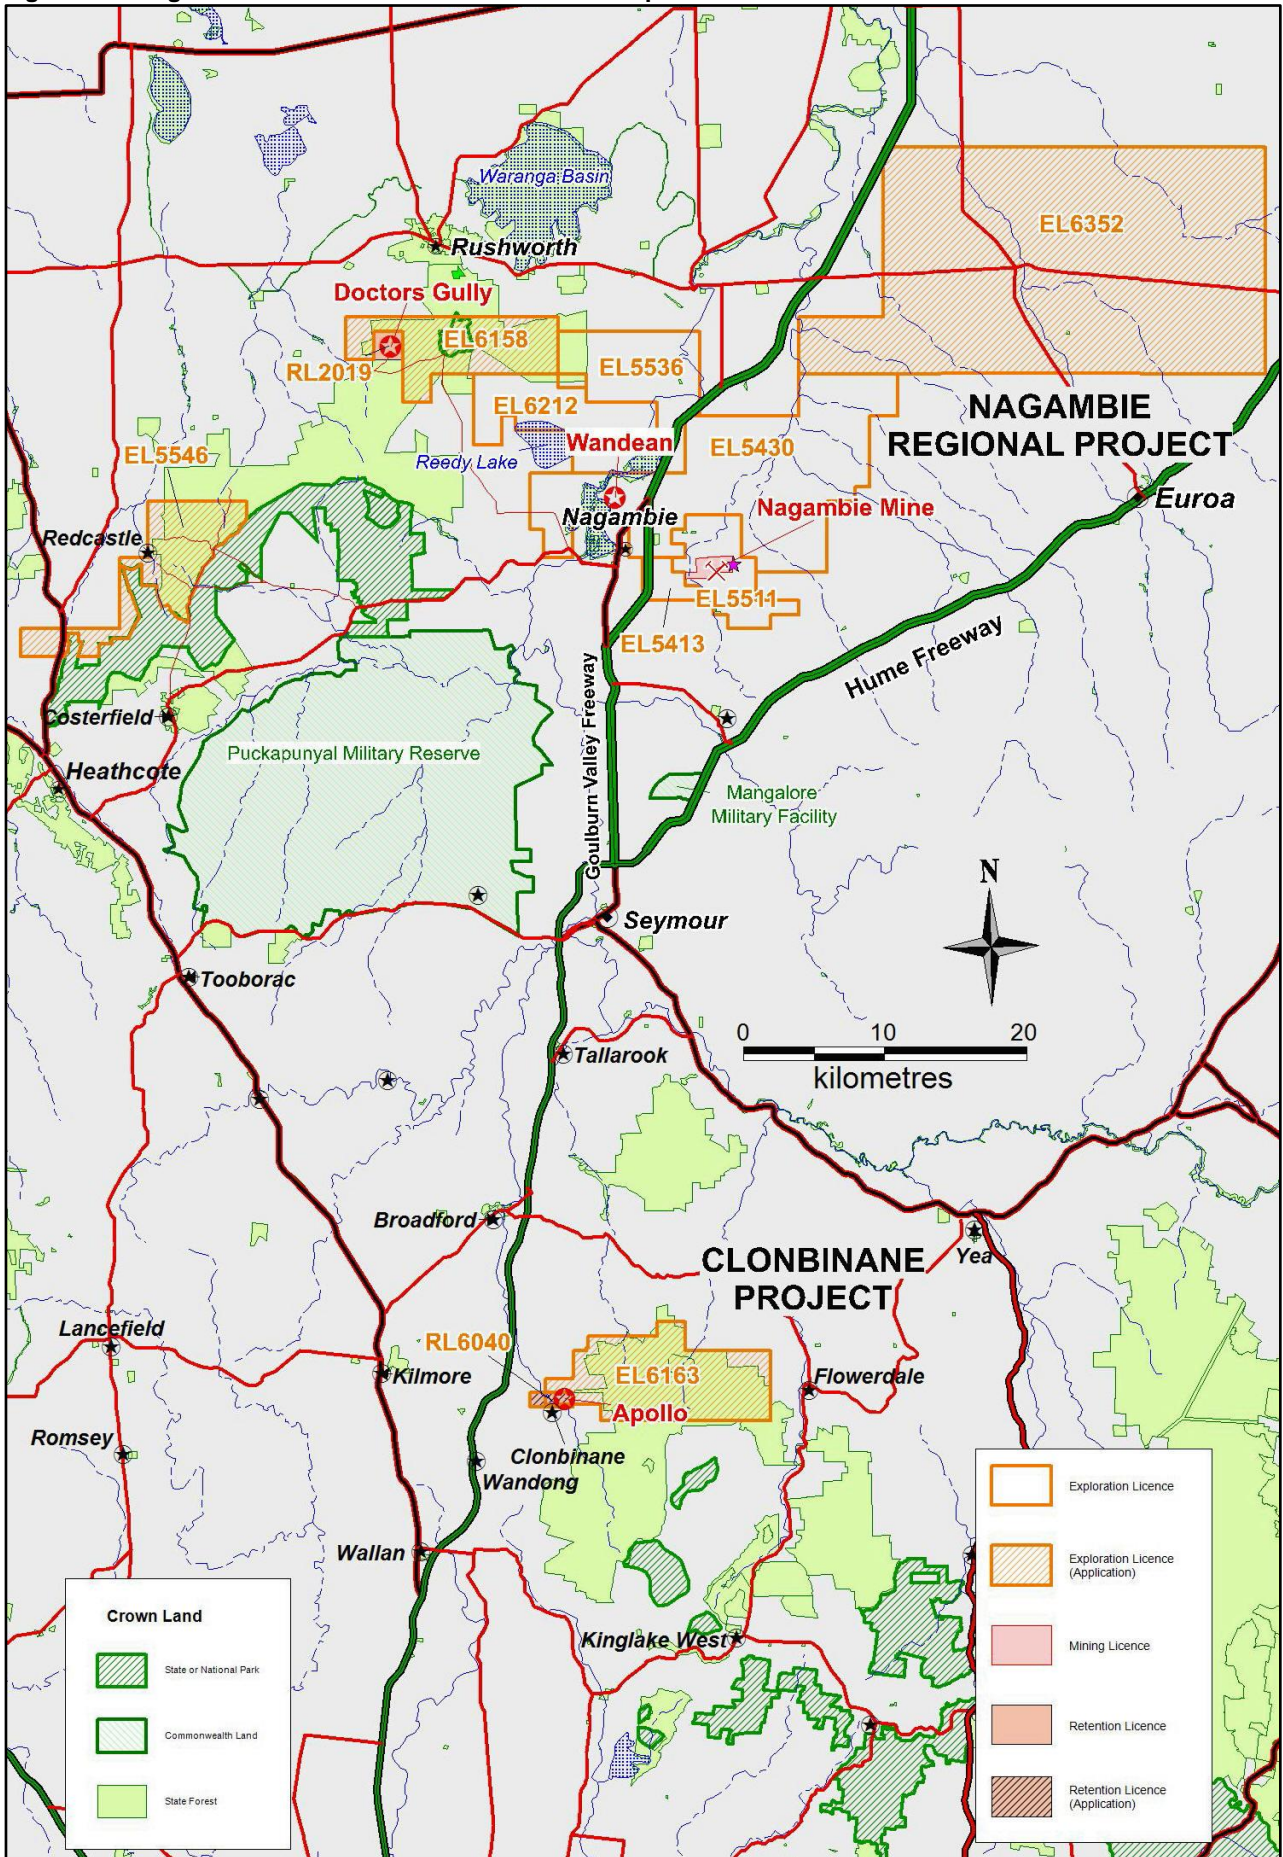 Waranga Basin
EL6352
Rushworth
Doctors Gully
EL6158
RL2019
EL5536
EL6212
NAGAMBIE
REGIONAL PROJECT
Wandean
EL5430
EL5546
Reedy Lake
Euroa
Nagambie
Nagambie Mine
Redcastle
EL5511
EL5413
Hume Freeway
Goulburn Valley Freeway
Costerfield
Puckapunyal Military Reserve
Heathcote
Mangalore
Military Facility
N
Seymour
Tooborac
0 10 20
kilometres
Tallarook
Broadford
CLONBINANE
PROJECT
Yea
Lancefield
RL6040
Kilmore
EL6163
Flowerdale
Apollo
Romsey
Clonbinane
Wandong
Wallan
Kinglake West
Crown Land
State or National Park
Commonwealth Land
State Forest
Exploration Licence
Exploration Licence
(Application)
Mining Licence
Retention Licence
Retention Licence
(Application)